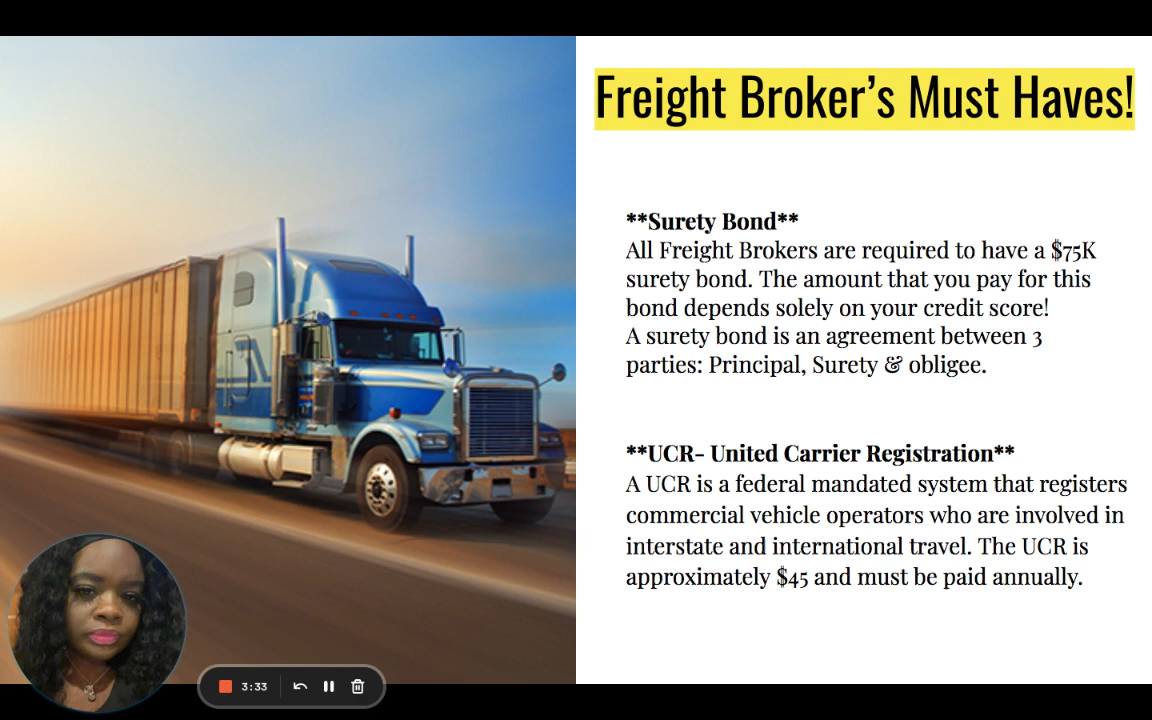 Freight Broker’s Must Haves!
**Surety Bond**
All Freight Brokers are required to have a $75K
surety bond. The amount that you pay for this
bond depends solely on your credit score!
A surety bond is an agreement between 3
parties: Principal, Surety & obligee.
**UCR- United Carrier Registration**
A UCR is a federal mandated system that registers
commercial vehicle operators who are involved in
interstate and international travel. The UCR is
approximately $45 and must be paid annually.
3:33